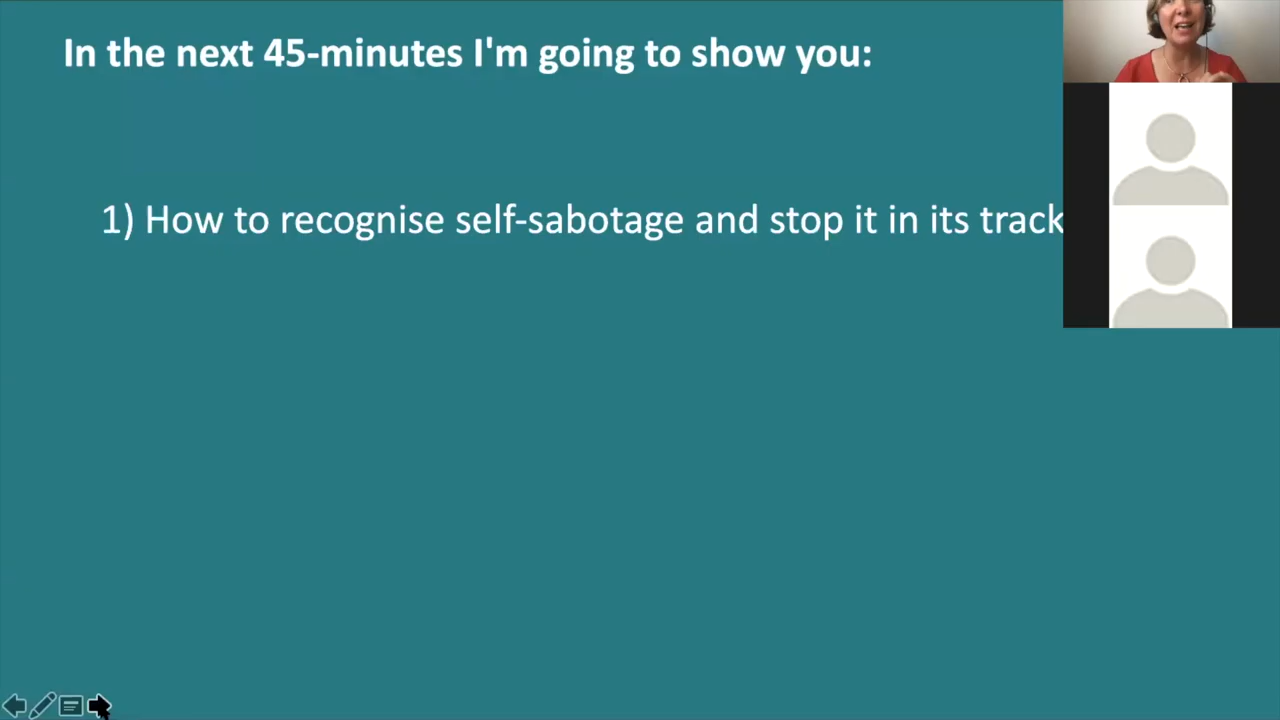 In the next 45-minutes I'm going to show you:
1) How to recognise self-sabotage and stop it in its track